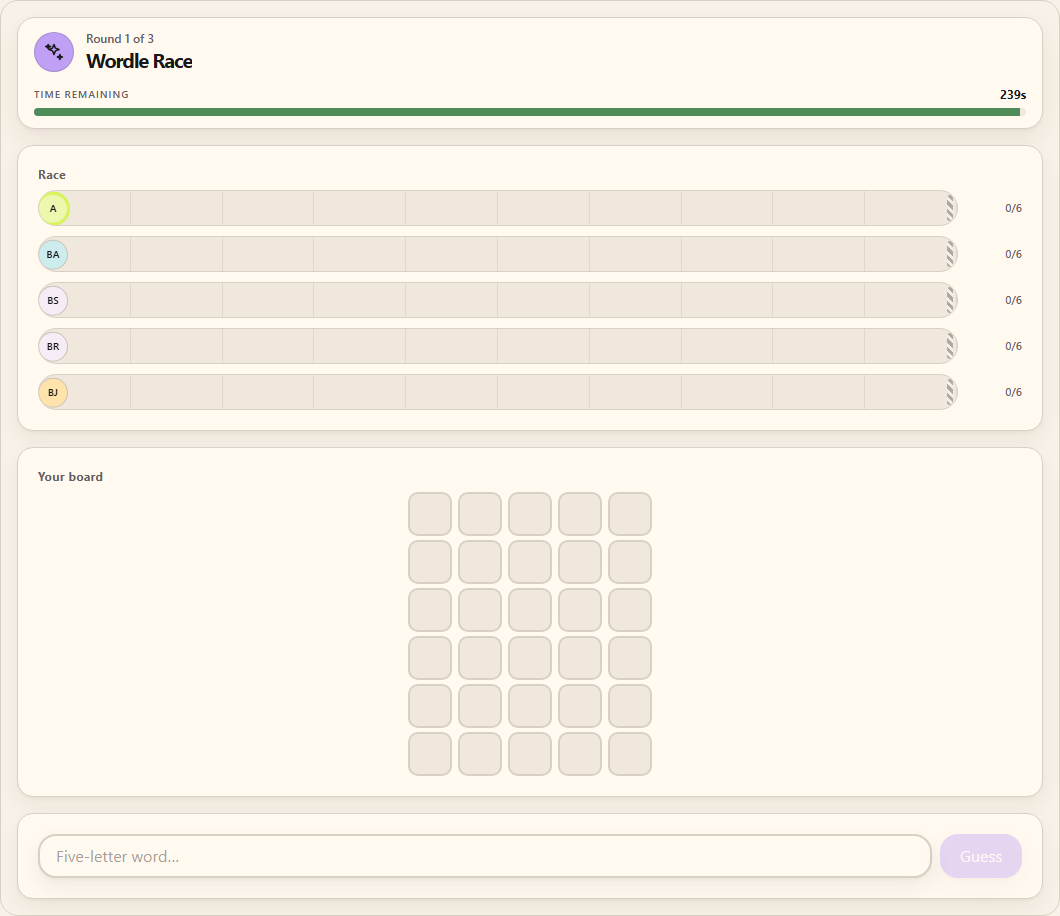 Round 1 of 3
Wordle Race
TIME REMAINING
239s
Race
A
0/6
BA
0/6
BS
0/6
BR
0/6
BJ
0/6
Your board
Five-letter word...
Guess